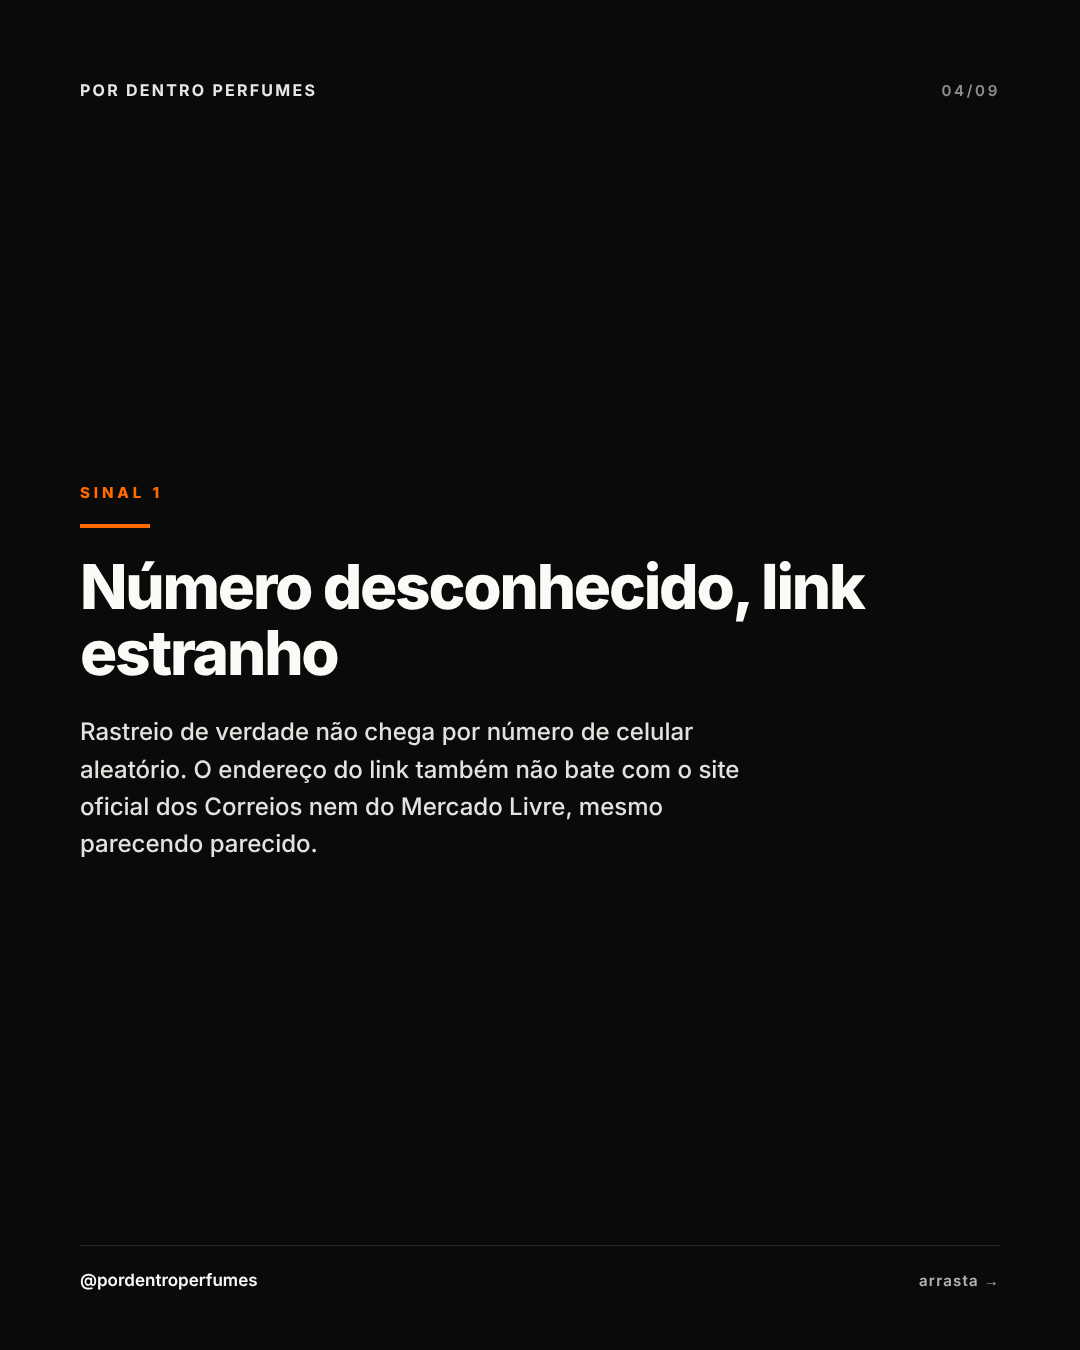 POR DENTRO PERFUMES
04/09
SINAL 1
Número desconhecido, link
estranho
Rastreio de verdade não chega por número de celular
aleatório. O endereço do link também não bate com o site
oficial dos Correios nem do Mercado Livre, mesmo
parecendo parecido.
@pordentroperfumes
arrasta →